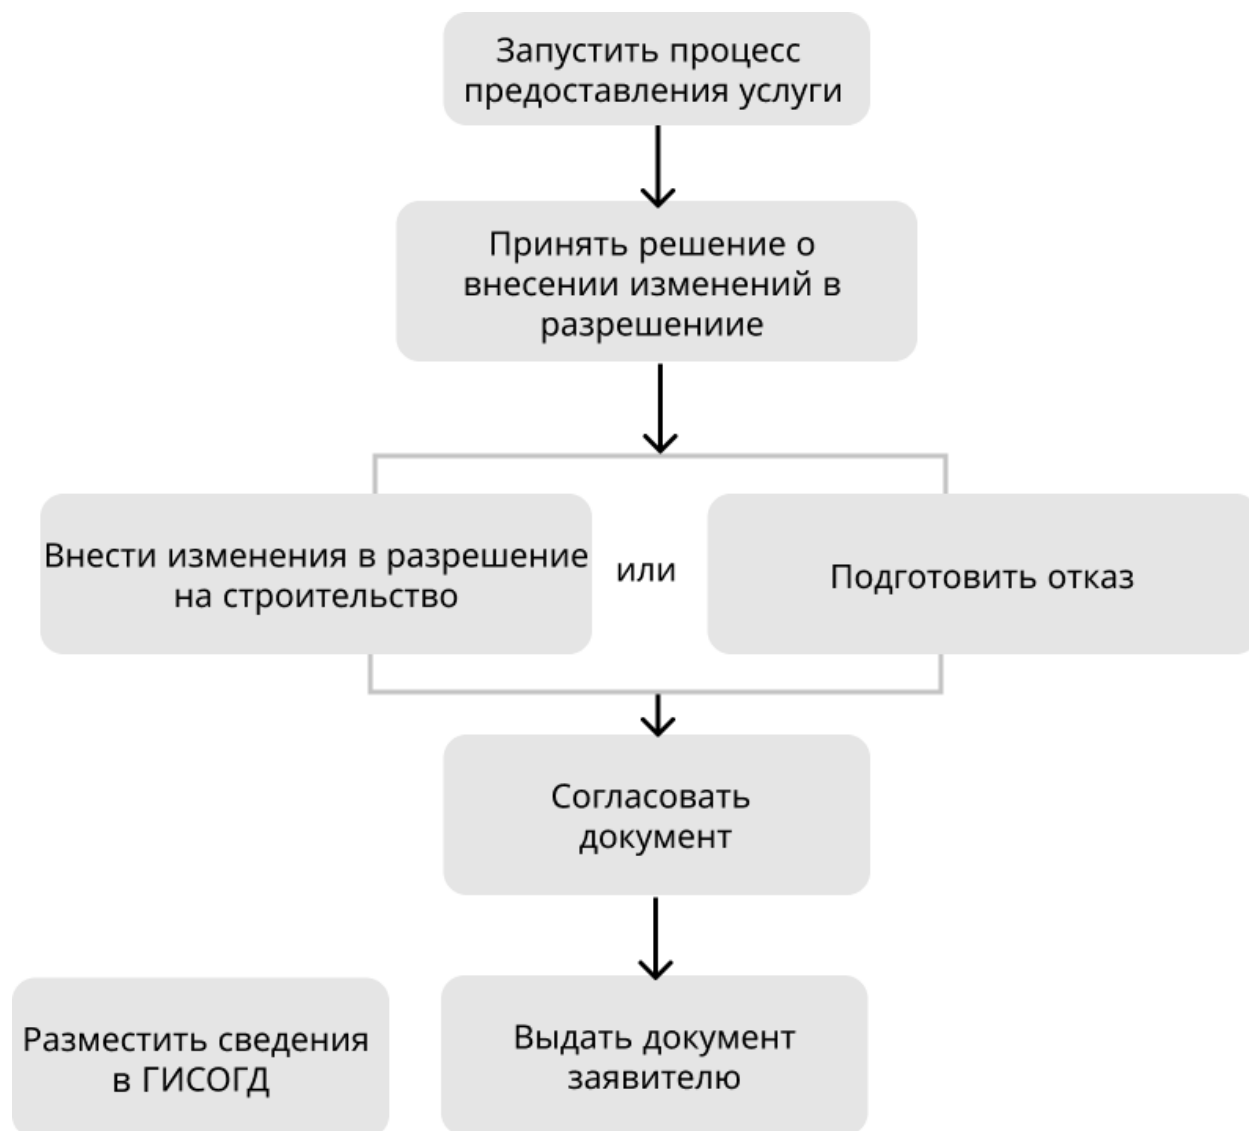 Запустить процесс
предоставления услуги
Принять решение о
внесении изменений в
разрешениие
Внести изменения в разрешение
на строительство
или
Подготовить отказ
Согласовать
документ
Разместить сведения
в ГИСОГД
Выдать документ
заявителю